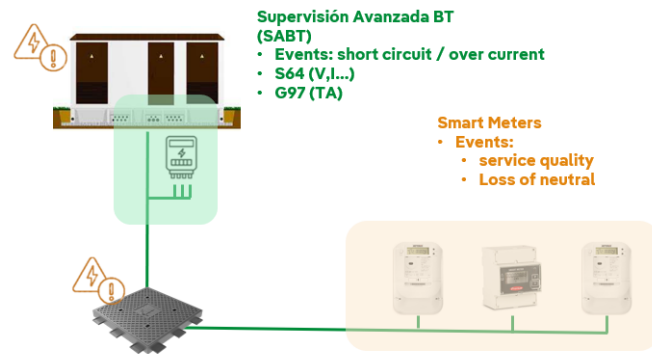 Supervisión Avanzada BT
(SABT)
• Events: short circuit / over current
• S64 (V,I...)
• G97 (TA)
Smart Meters
• Events:
• service quality
• Loss of neutral